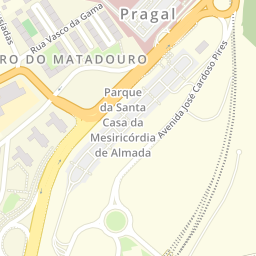 Pragal
Rua Vasco da Gama
RO DO MATADOURO
Parque
da Santa
Casa da
Mesiricórdia
de Almada
Avenida José Cardoso Pires